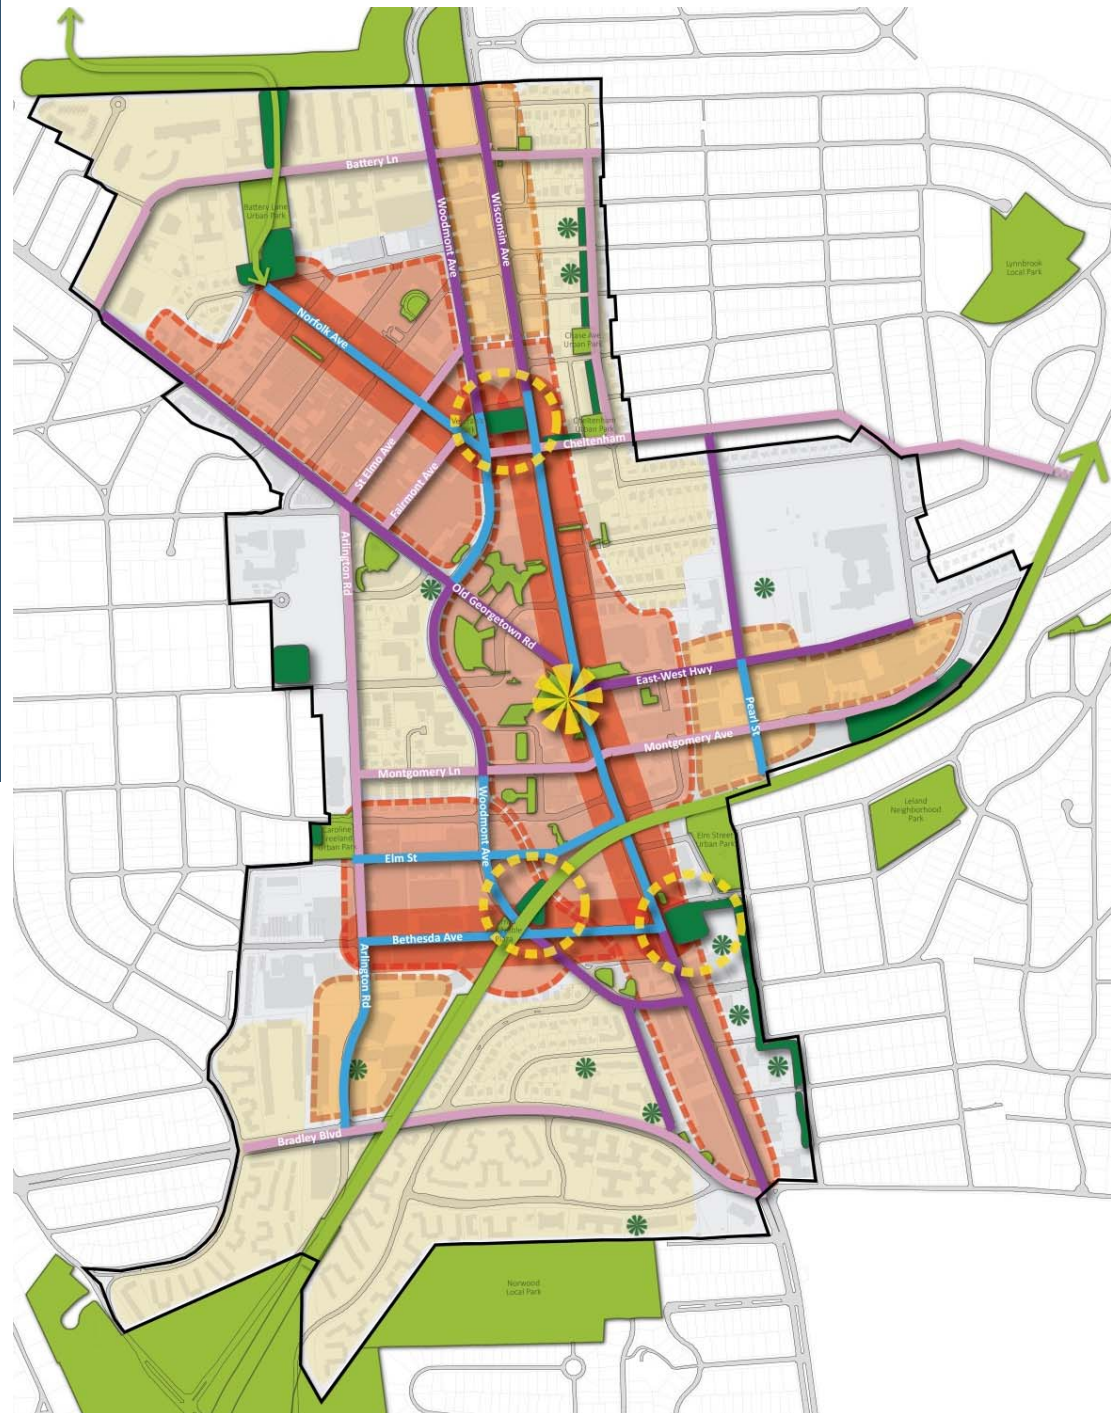 Battery Ln
Battery Lane
Urban Park
Woodmont Ave
Wisconsin Ave
Lynnbrook
Local Park
Norfolk Ave
Chase Ave
Urban Park
Cheltenham
Urban Park
Cheltenham
St Elmo Ave
Fairmont Ave
Arlington Rd
Old Georgetown Rd
East-West Hwy
Pearl St
Montgomery Ave
Montgomery Ln
Woodmont Ave
Leland
Neighborhood
Park
Caroline
Freeland
Urban Park
Elm Street
Urban Park
Elm St
Bethesda Ave
Arlington Rd
Bradley Blvd
Norwood
Local Park